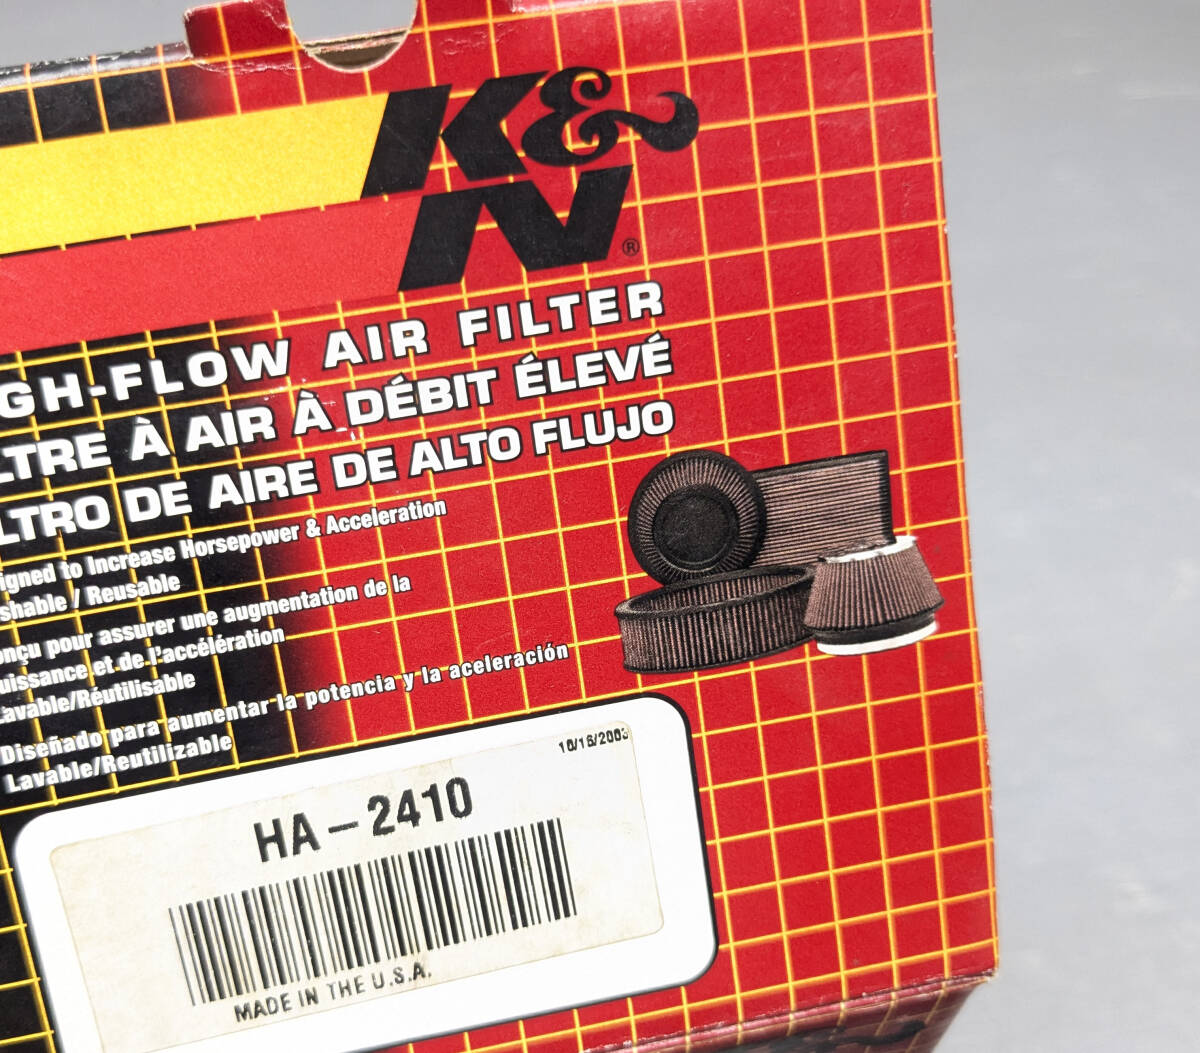 K&N®
GH-FLOW AIR FILTER
LTRE À AIR À DÉBIT ÉLEVÉ
LTRO DE AIRE DE ALTO FLUJO
igned to Increase Horsepower & Acceleration
shable / Reusable
onçu pour assurer une augmentation de la
uissance et de l'accélération
Lavable/Réutilisable
Diseñado para aumentar la potencia y la aceleración
Lavable/Reutilizable
10/16/2003
HA-2410
MADE IN THE U.S.A.